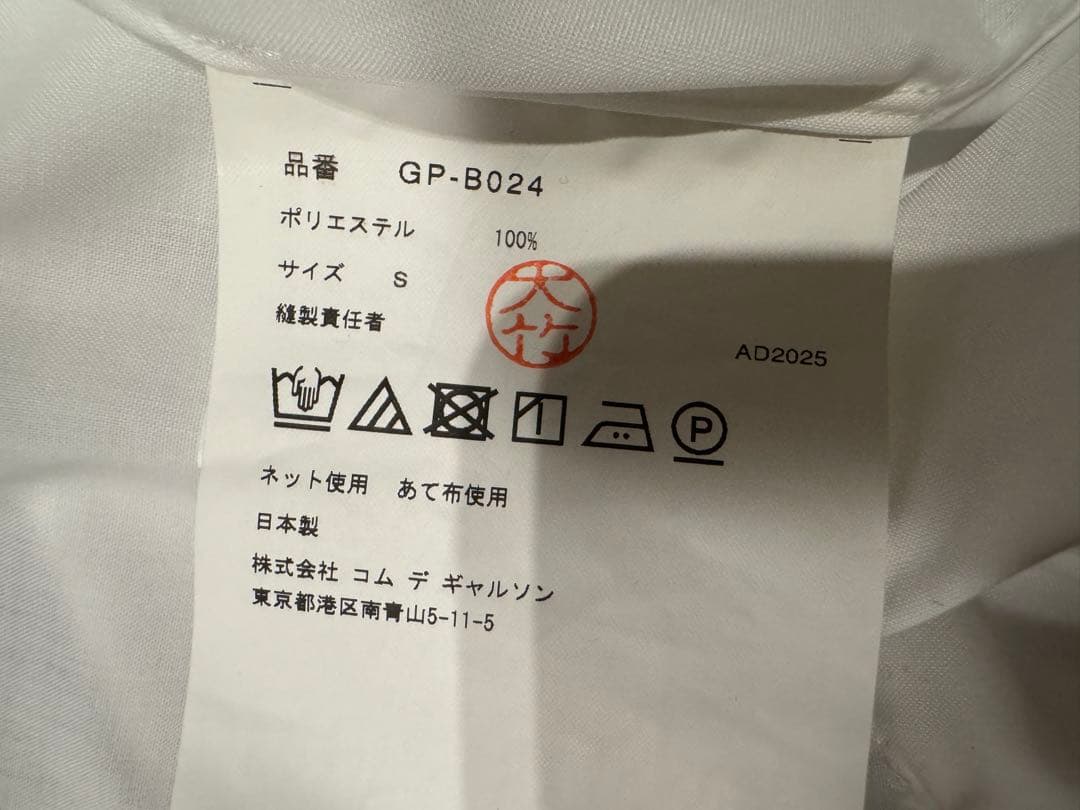 品番 GP-B024
ポリエステル 100%
サイズ S
縫製責任者 大竹
AD2025
P
ネット使用 あて布使用
日本製
株式会社 コム デ ギャルソン
東京都港区南青山5-11-5